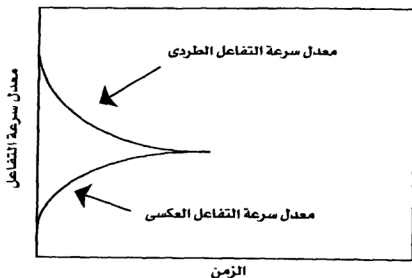 معدل سرعة التفاعل الطردى
معدل سرعة التفاعل
معدل سرعة التفاعل العكسى
الزمن